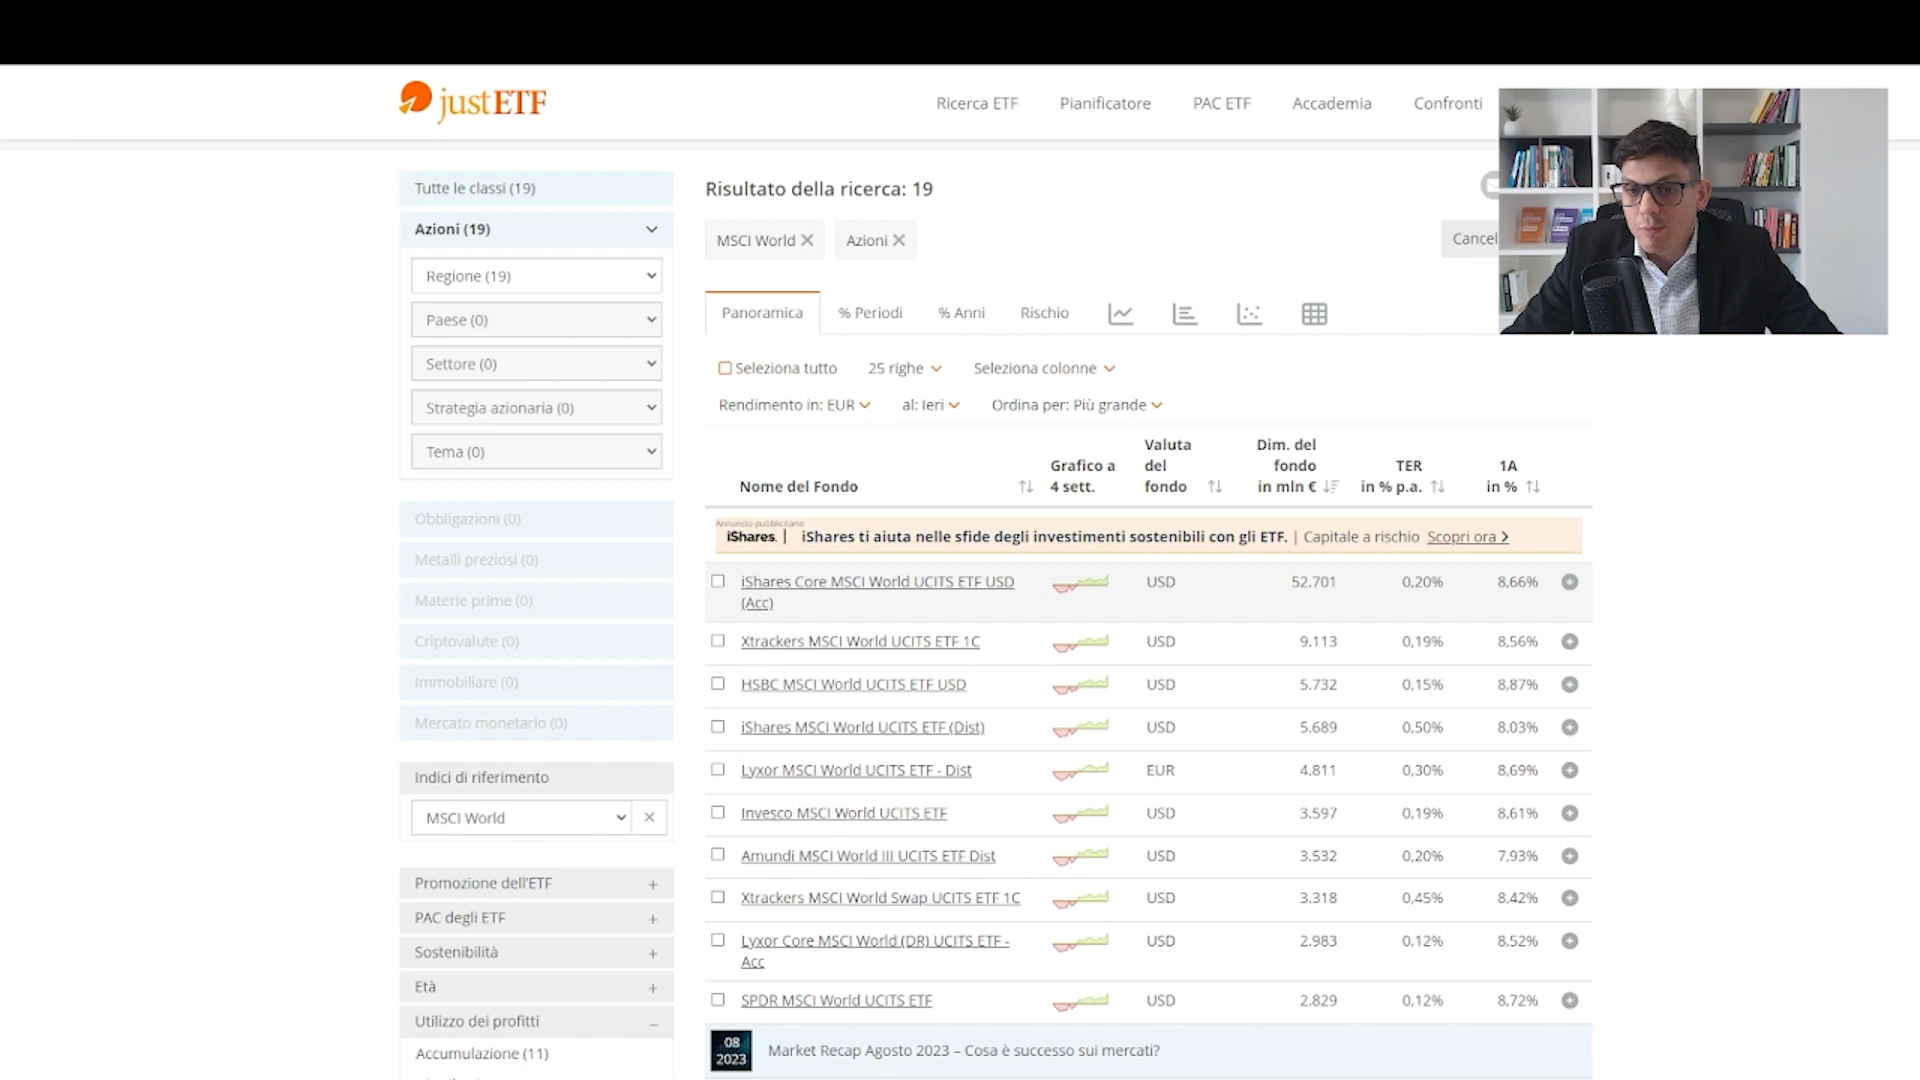 justETF
Ricerca ETF
Pianificatore
PAC ETF
Accademia
Confronti
Tutte le classi (19)
Azioni (19)
Regione (19)
Paese (0)
Settore (0)
Strategia azionaria (0)
Tema (0)
Obbligazioni (0)
Metalli preziosi (0)
Materie prime (0)
Criptovalute (0)
Immobiliare (0)
Mercato monetario (0)
Indici di riferimento
MSCI World
Promozione dell'ETF
PAC degli ETF
Sostenibilità
Età
Utilizzo dei profitti
Accumulazione (11)
Risultato della ricerca: 19
MSCI World
Azioni
Cancel
Panoramica
% Periodi
% Anni
Rischio
Seleziona tutto
25 righe
Seleziona colonne
Rendimento in: EUR
al: Ieri
Ordina per: Più grande
Nome del Fondo
Grafico a
4 sett.
Valuta
del
fondo
Dim. del
fondo
in mln €
TER
in % p.a.
1A
in %
Annuncio pubblicitario
iShares. | iShares ti aiuta nelle sfide degli investimenti sostenibili con gli ETF. | Capitale a rischio Scopri ora
iShares Core MSCI World UCITS ETF USD USD 52.701 0,20% 8,66%
(Acc)
Xtrackers MSCI World UCITS ETF 1C USD 9.113 0,19% 8,56%
HSBC MSCI World UCITS ETF USD USD 5.732 0,15% 8,87%
iShares MSCI World UCITS ETF (Dist) USD 5.689 0,50% 8,03%
Lyxor MSCI World UCITS ETF - Dist EUR 4.811 0,30% 8,69%
Invesco MSCI World UCITS ETF USD 3.597 0,19% 8,61%
Amundi MSCI World III UCITS ETF Dist USD 3.532 0,20% 7,93%
Xtrackers MSCI World Swap UCITS ETF 1C USD 3.318 0,45% 8,42%
Lyxor Core MSCI World (DR) UCITS ETF - USD 2.983 0,12% 8,52%
Acc
SPDR MSCI World UCITS ETF USD 2.829 0,12% 8,72%
08
2023
Market Recap Agosto 2023 – Cosa è successo sui mercati?